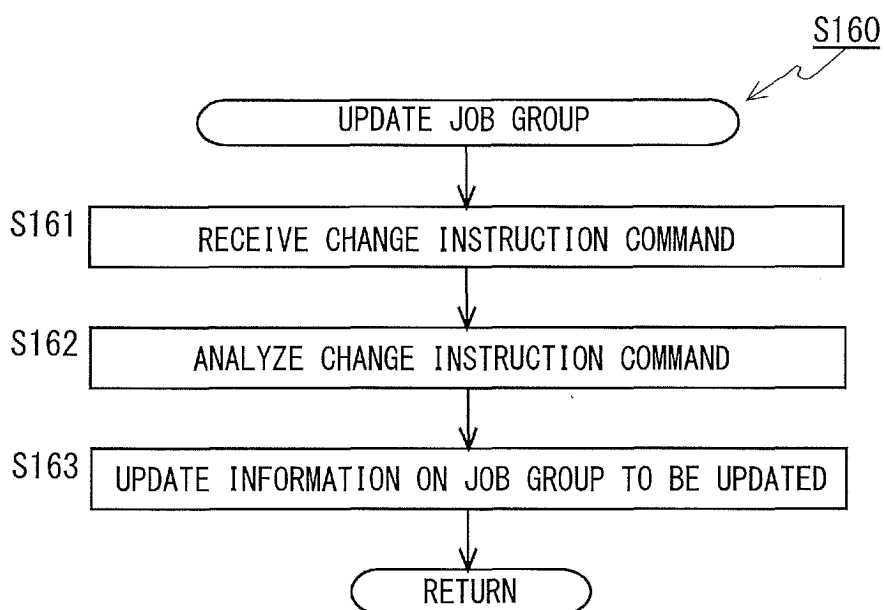 S160
UPDATE JOB GROUP
S161
RECEIVE CHANGE INSTRUCTION COMMAND
S162
ANALYZE CHANGE INSTRUCTION COMMAND
S163
UPDATE INFORMATION ON JOB GROUP TO BE UPDATED
RETURN